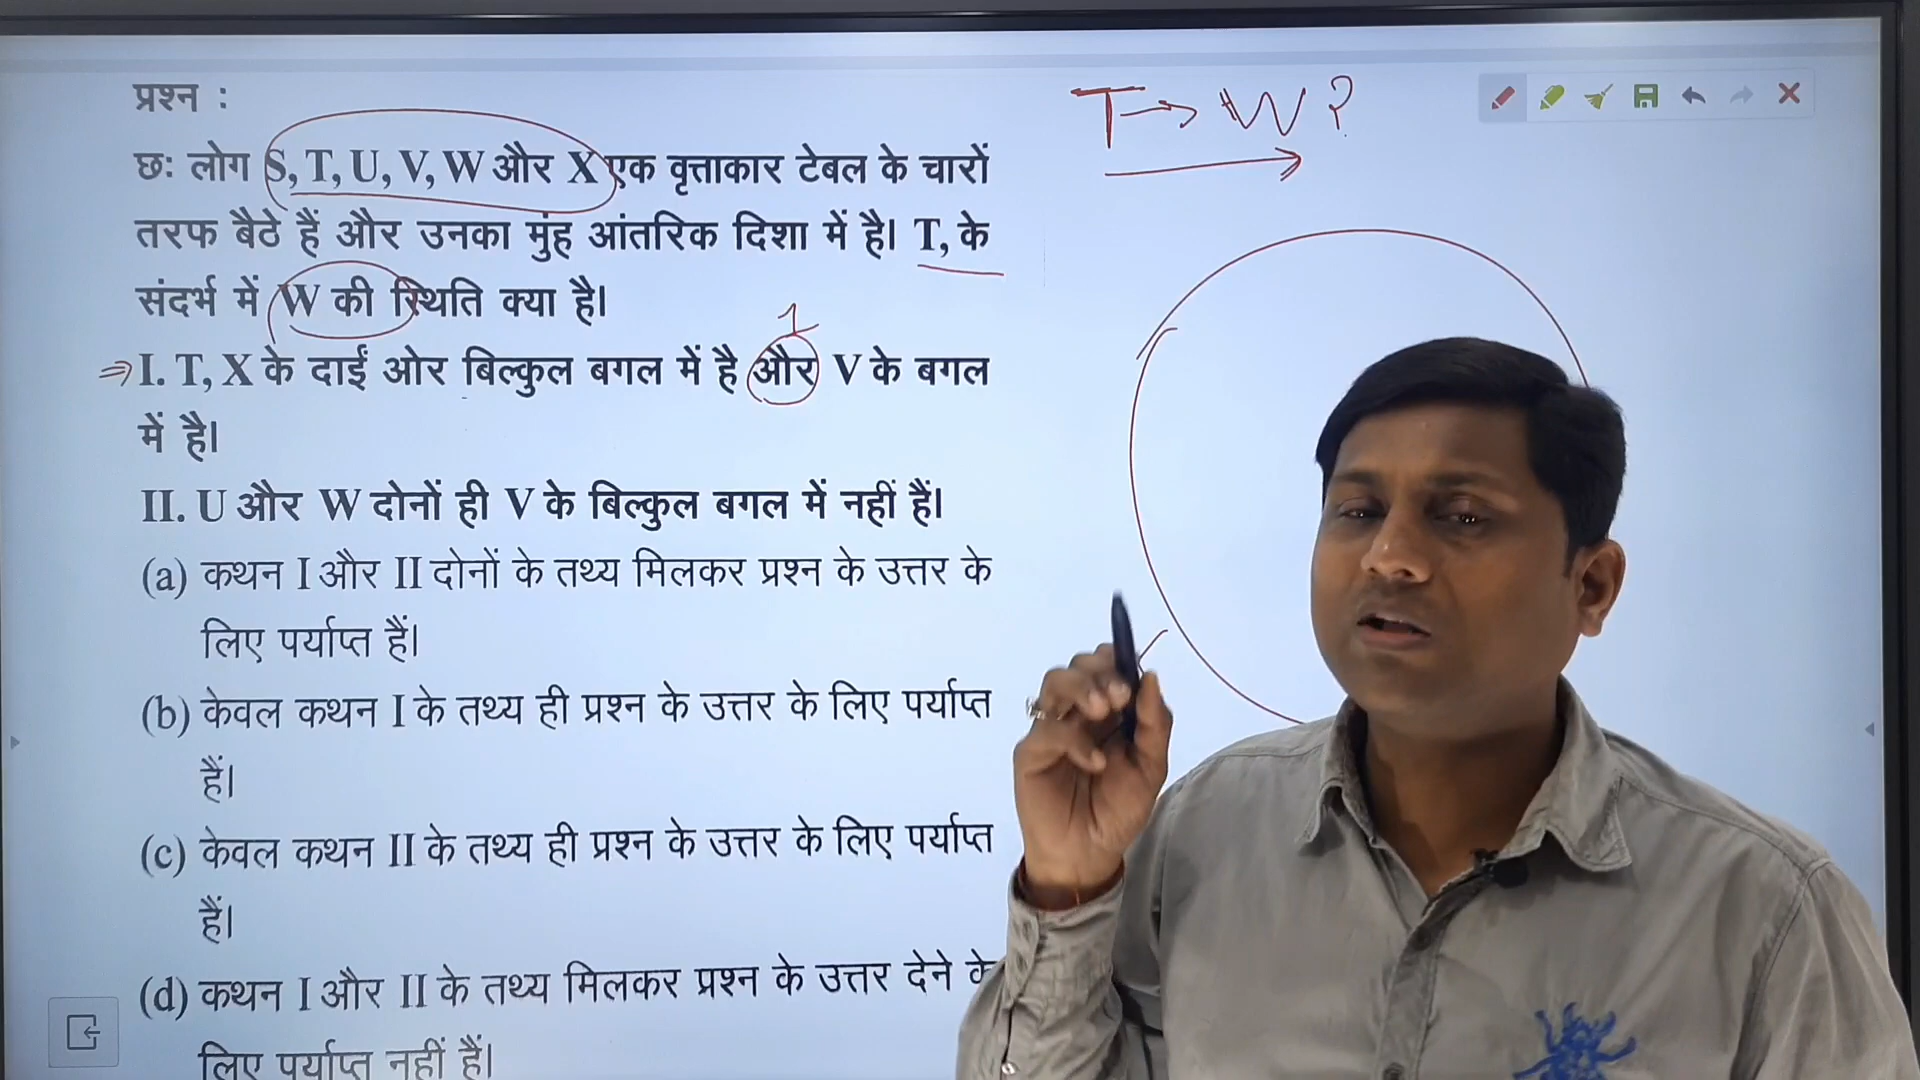 प्रश्न :
T → W ?
छः लोग S, T, U, V, W और X एक वृत्ताकार टेबल के चारों
तरफ बैठे हैं और उनका मुंह आंतरिक दिशा में है। T, के
संदर्भ में W की स्थिति क्या है।
1
⇒ I. T, X के दाईं ओर बिल्कुल बगल में है और V के बगल
में है।
II. U और W दोनों ही V के बिल्कुल बगल में नहीं हैं।
(a) कथन I और II दोनों के तथ्य मिलकर प्रश्न के उत्तर के
लिए पर्याप्त हैं।
(b) केवल कथन I के तथ्य ही प्रश्न के उत्तर के लिए पर्याप्त
हैं।
(c) केवल कथन II के तथ्य ही प्रश्न के उत्तर के लिए पर्याप्त
हैं।
(d) कथन I और II के तथ्य मिलकर प्रश्न के उत्तर देने के
लिए पर्याप्त नहीं हैं।